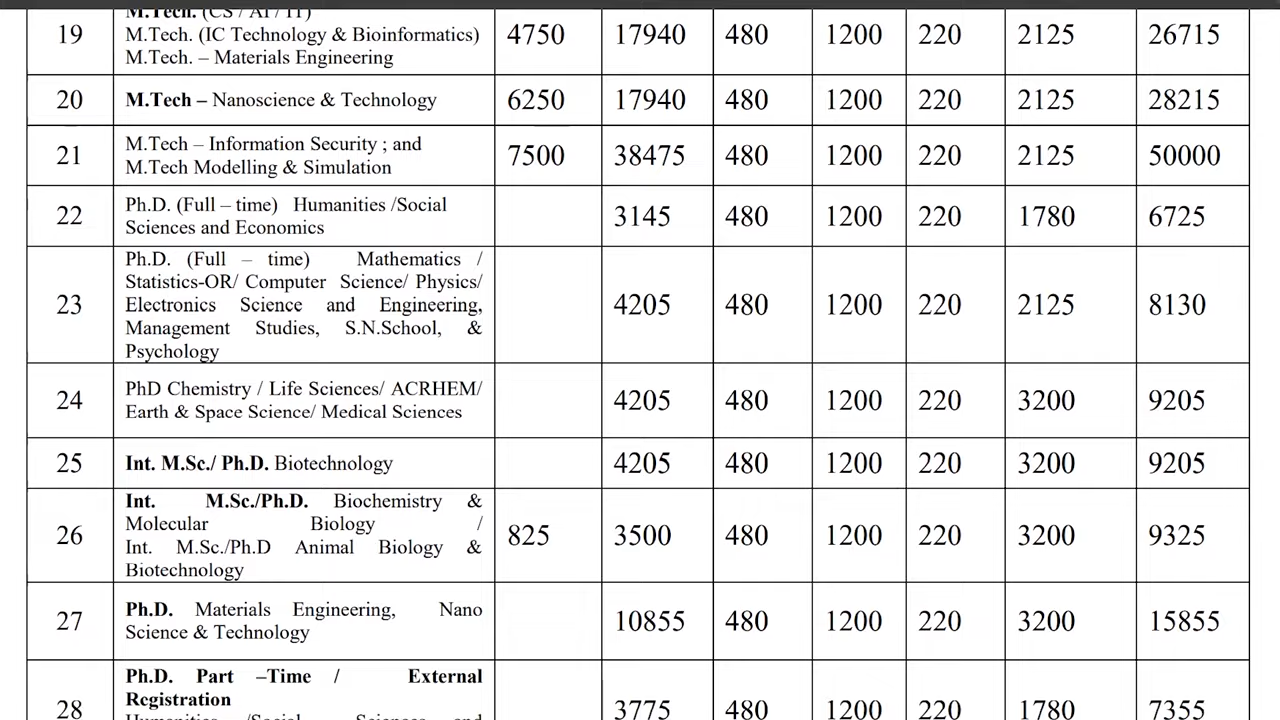 M.Tech. (CS / AI / IT)
19 M.Tech. (IC Technology & Bioinformatics) 4750 17940 480 1200 220 2125 26715
M.Tech. – Materials Engineering
20 M.Tech – Nanoscience & Technology 6250 17940 480 1200 220 2125 28215
M.Tech – Information Security ; and
21 7500 38475 480 1200 220 2125 50000
M.Tech Modelling & Simulation
Ph.D. (Full – time) Humanities /Social
22 3145 480 1200 220 1780 6725
Sciences and Economics
Ph.D. (Full – time) Mathematics /
Statistics-OR/ Computer Science/ Physics/
23 Electronics Science and Engineering, 4205 480 1200 220 2125 8130
Management Studies, S.N.School, &
Psychology
PhD Chemistry / Life Sciences/ ACRHEM/
24 4205 480 1200 220 3200 9205
Earth & Space Science/ Medical Sciences
25 Int. M.Sc./ Ph.D. Biotechnology 4205 480 1200 220 3200 9205
Int. M.Sc./Ph.D. Biochemistry &
Molecular Biology /
26 825 3500 480 1200 220 3200 9325
Int. M.Sc./Ph.D Animal Biology &
Biotechnology
Ph.D. Materials Engineering, Nano
27 10855 480 1200 220 3200 15855
Science & Technology
Ph.D. Part –Time / External
Registration
28 3775 480 1200 220 1780 7355
Humanities /Social Sciences and